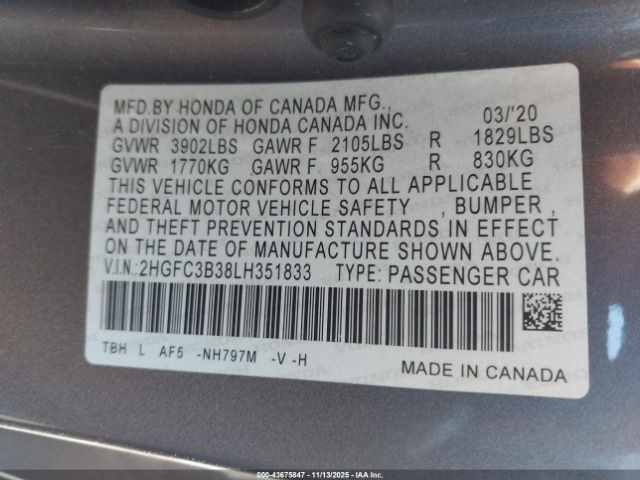 MFD.BY HONDA OF CANADA MFG.,
A DIVISION OF HONDA CANADA INC. 03/'20
GVWR 3902LBS GAWR F 2105LBS R 1829LBS
GVWR 1770KG GAWR F 955KG R 830KG
THIS VEHICLE CONFORMS TO ALL APPLICABLE
FEDERAL MOTOR VEHICLE SAFETY , BUMPER ,
AND THEFT PREVENTION STANDARDS IN EFFECT
ON THE DATE OF MANUFACTURE SHOWN ABOVE.
V.I.N.:2HGFC3B38LH351833 TYPE: PASSENGER CAR
TBH L AF5 -NH797M -V -H
MADE IN CANADA
000-43675847 - 11/13/2025 - IAA Inc.